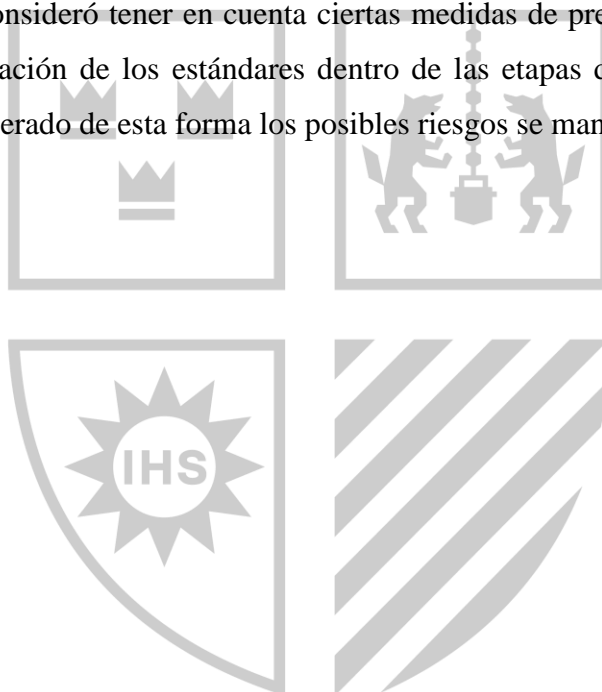 onsideró tener en cuenta ciertas medidas de pre
ación de los estándares dentro de las etapas d
erado de esta forma los posibles riesgos se man
IHS